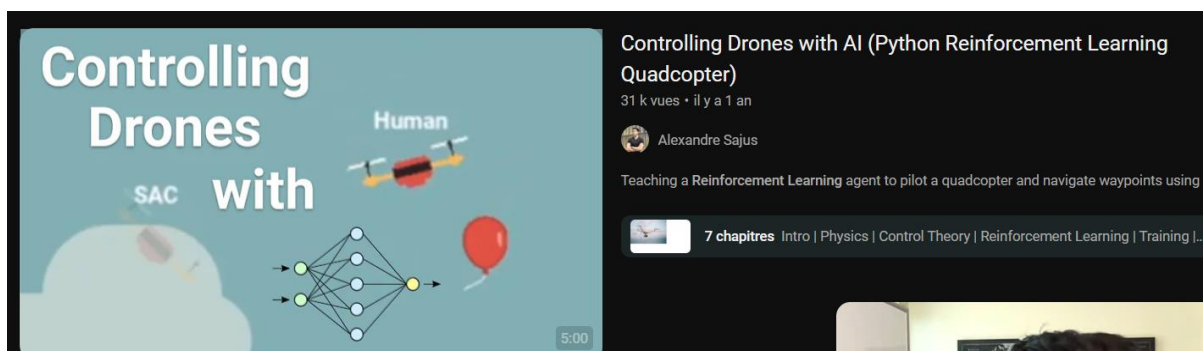 Controlling
Drones
with
Human
SAC
5:00
Controlling Drones with AI (Python Reinforcement Learning
Quadcopter)
31 k vues • il y a 1 an
Alexandre Sajus
Teaching a Reinforcement Learning agent to pilot a quadcopter and navigate waypoints using
7 chapitres Intro | Physics | Control Theory | Reinforcement Learning | Training |...